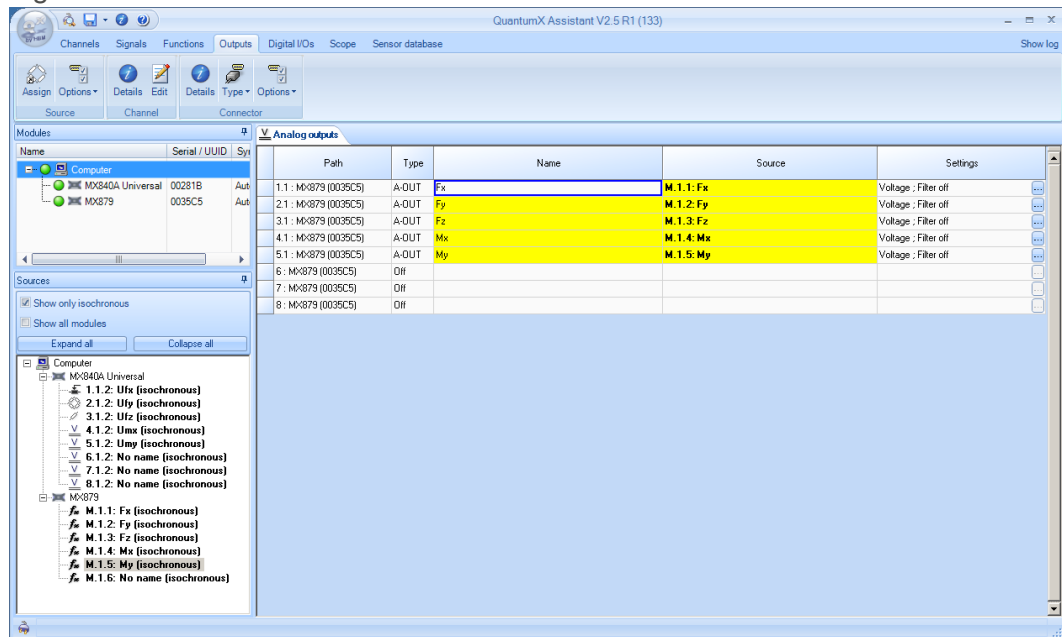 QuantumX Assistant V2.5 R1 (133)
Channels Signals Functions Outputs Digital I/Os Scope Sensor database Show log
Assign Options Details Edit Details Type Options
Source Channel Connector
Modules
Name Serial / UUID
Computer
MX840A Universal 00281B Aut
MX879 0035C5 Aut
Sources
Show only isochronous
Show all modules
Expand all Collapse all
Computer
MX840A Universal
1.1.2: Ufx (isochronous)
2.1.2: Ufy (isochronous)
3.1.2: Ufz (isochronous)
4.1.2: Umx (isochronous)
5.1.2: Umy (isochronous)
6.1.2: No name (isochronous)
7.1.2: No name (isochronous)
8.1.2: No name (isochronous)
MX879
M.1.1: Fx (isochronous)
M.1.2: Fy (isochronous)
M.1.3: Fz (isochronous)
M.1.4: Mx (isochronous)
M.1.5: My (isochronous)
M.1.6: No name (isochronous)
Analog outputs
Path Type Name Source Settings
1.1 : MX879 (0035C5) A-OUT Fx M.1.1: Fx Voltage ; Filter off
2.1 : MX879 (0035C5) A-OUT Fy M.1.2: Fy Voltage ; Filter off
3.1 : MX879 (0035C5) A-OUT Fz M.1.3: Fz Voltage ; Filter off
4.1 : MX879 (0035C5) A-OUT Mx M.1.4: Mx Voltage ; Filter off
5.1 : MX879 (0035C5) A-OUT My M.1.5: My Voltage ; Filter off
6 : MX879 (0035C5) Off
7 : MX879 (0035C5) Off
8 : MX879 (0035C5) Off